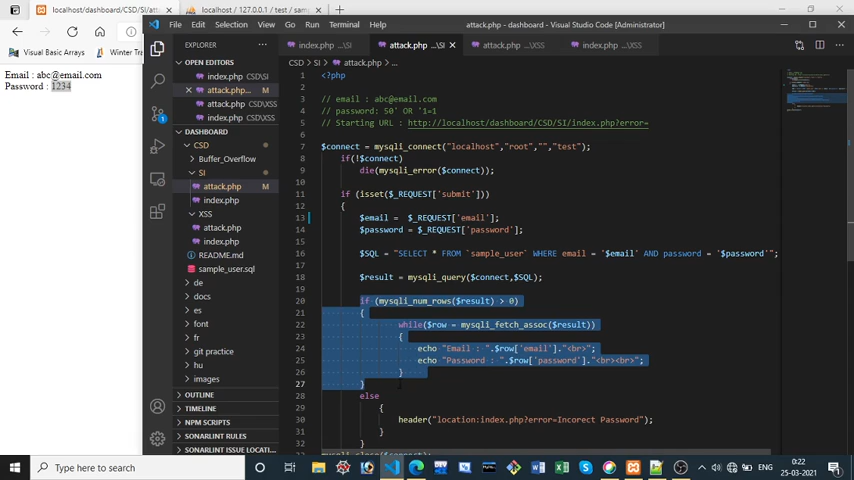 localhost/dashboard/CSD/SI/att
localhost / 127.0.0.1 / test / sam
Visual Basic Arrays
Winter Tra
Email : abc@email.com
Password : 1234
File Edit Selection View Go Run Terminal Help
attack.php - dashboard - Visual Studio Code [Administrator]
EXPLORER
index.php ...\SI
attack.php ...\SI
attack.php ...\XSS
index.php ...\XSS
CSD > SI > attack.php > ...
OPEN EDITORS
index.php CSD\SI
attack.php... M
attack.php CSD\XSS
index.php CSD\XSS
DASHBOARD
CSD
Buffer_Overflow
SI
attack.php M
index.php
XSS
attack.php
index.php
README.md
sample_user.sql
de
docs
es
font
fr
git practice
hu
images
OUTLINE
TIMELINE
NPM SCRIPTS
SONARLINT RULES
SONARLINT ISSUE LOCATI...
1 <?php
2
3 // email : abc@email.com
4 // password: 50' OR '1=1
5 // Starting URL : http://localhost/dashboard/CSD/SI/index.php?error=
6
7 $connect = mysqli_connect("localhost","root","","test");
8 if(!$connect)
9 die(mysqli_error($connect));
10
11 if (isset($_REQUEST['submit']))
12 {
13 $email = $_REQUEST['email'];
14 $password = $_REQUEST['password'];
15
16 $SQL = "SELECT * FROM `sample_user` WHERE email = '$email' AND password = '$password'";
17
18 $result = mysqli_query($connect,$SQL);
19
20 if (mysqli_num_rows($result) > 0)
21 {
22 while($row = mysqli_fetch_assoc($result))
23 {
24 echo "Email : ".$row['email']."<br>";
25 echo "Password : ".$row['password']."<br><br>";
26 }
27 }
28 else
29 {
30 header("location:index.php?error=Incorect Password");
31 }
32 }
33 mysqli_close($connect);
1
Type here to search
ENG
0:22
25-03-2021